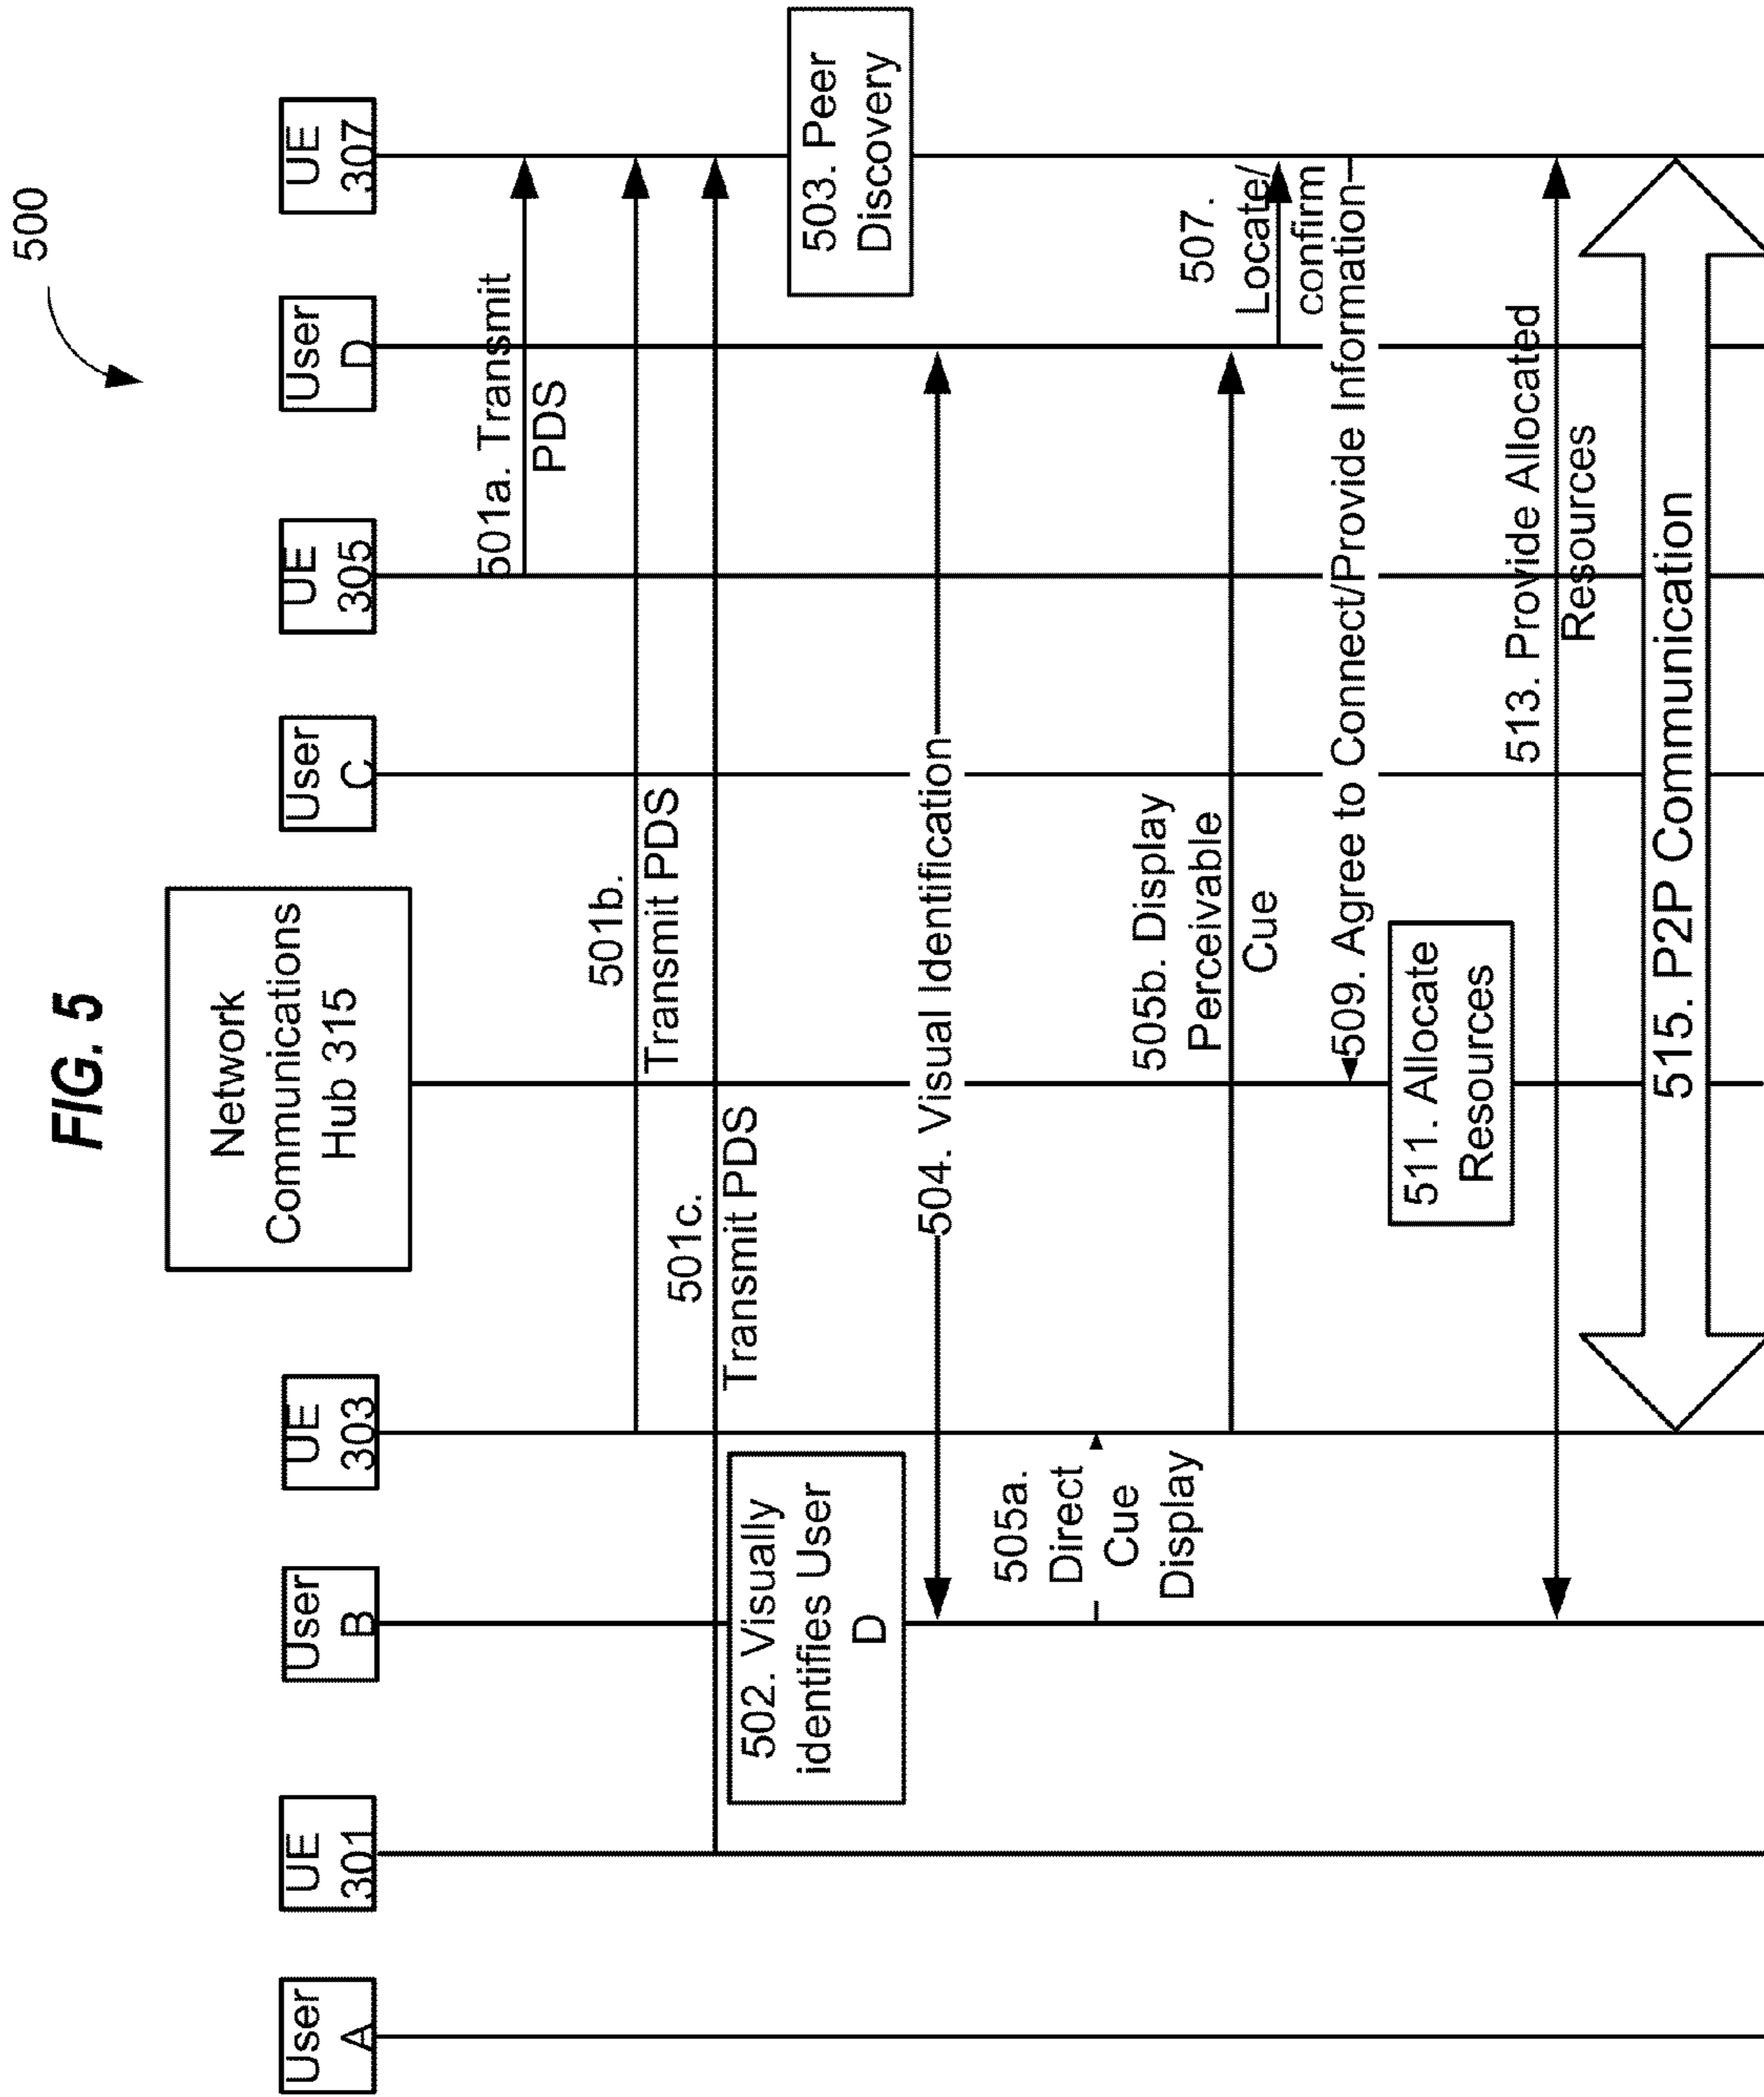 FIG. 5
500
User
A
UE
301
User
B
UE
303
Network
Communications
Hub 315
User
C
UE
305
User
D
UE
307
501a. Transmit
PDS
501b.
Transmit PDS
501c.
Transmit PDS
502. Visually
identifies User
D
503. Peer
Discovery
504. Visual Identification
505a.
Direct
Cue
Display
505b. Display
Perceivable
Cue
507.
Locate/
confirm
509. Agree to Connect/Provide Information
511. Allocate
Resources
513. Provide Allocated
Resources
515. P2P Communication